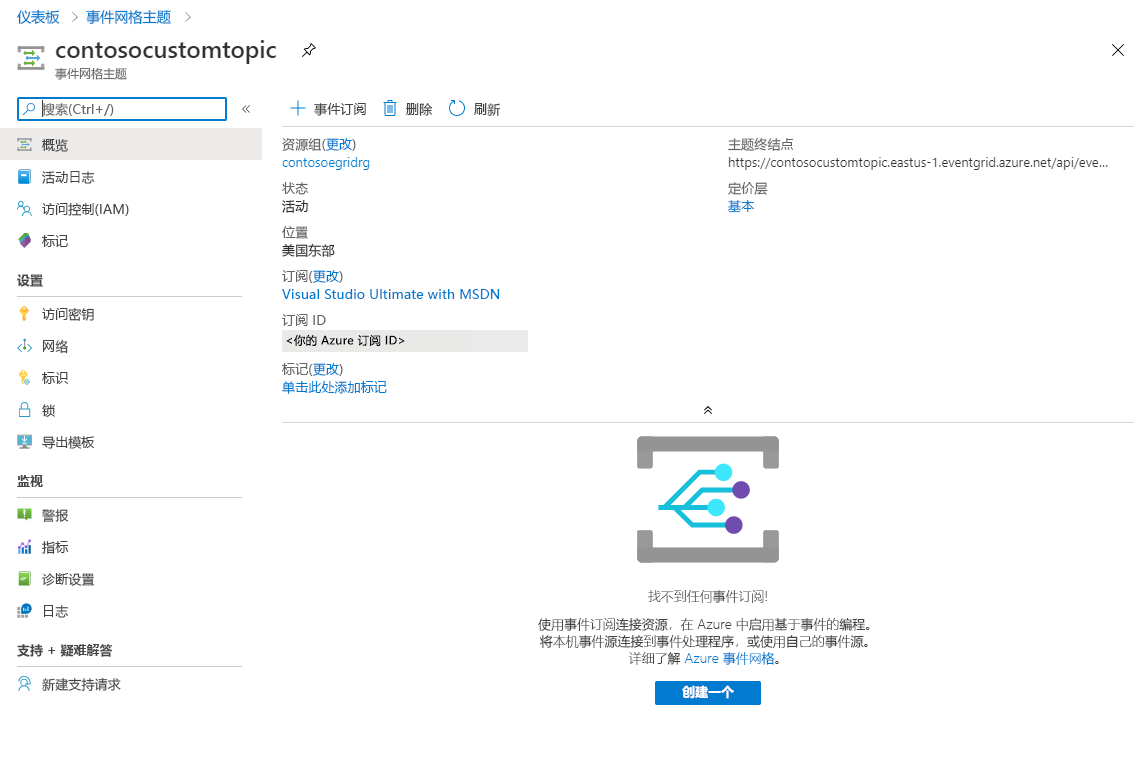 仪表板 > 事件网格主题 >
contosocustomtopic
事件网格主题
搜索(Ctrl+/)
«
概览
活动日志
访问控制(IAM)
标记
设置
访问密钥
网络
标识
锁
导出模板
监视
警报
指标
诊断设置
日志
支持 + 疑难解答
新建支持请求
事件订阅 删除 刷新
资源组(更改)
contosoegridrg
状态
活动
位置
美国东部
订阅(更改)
Visual Studio Ultimate with MSDN
订阅 ID
<你的 Azure 订阅 ID>
标记(更改)
单击此处添加标记
主题终结点
https://contosocustomtopic.eastus-1.eventgrid.azure.net/api/eve...
定价层
基本
找不到任何事件订阅!
使用事件订阅连接资源，在 Azure 中启用基于事件的编程。
将本机事件源连接到事件处理程序，或使用自己的事件源。
详细了解 Azure 事件网格。
创建一个